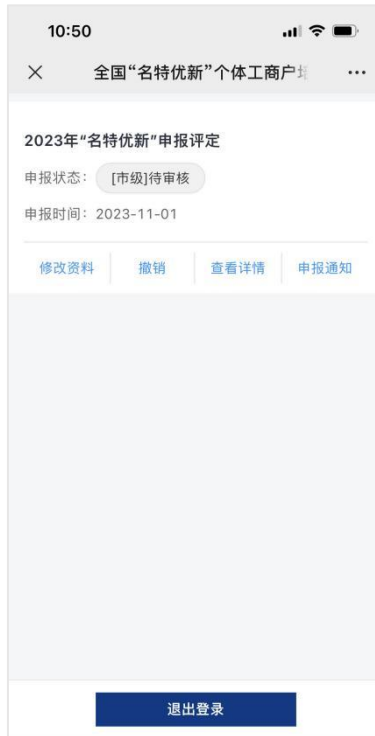 10:50
全国“名特优新”个体工商户
2023年“名特优新”申报评定
申报状态： [市级]待审核
申报时间：2023-11-01
修改资料 撤销 查看详情 申报通知
退出登录